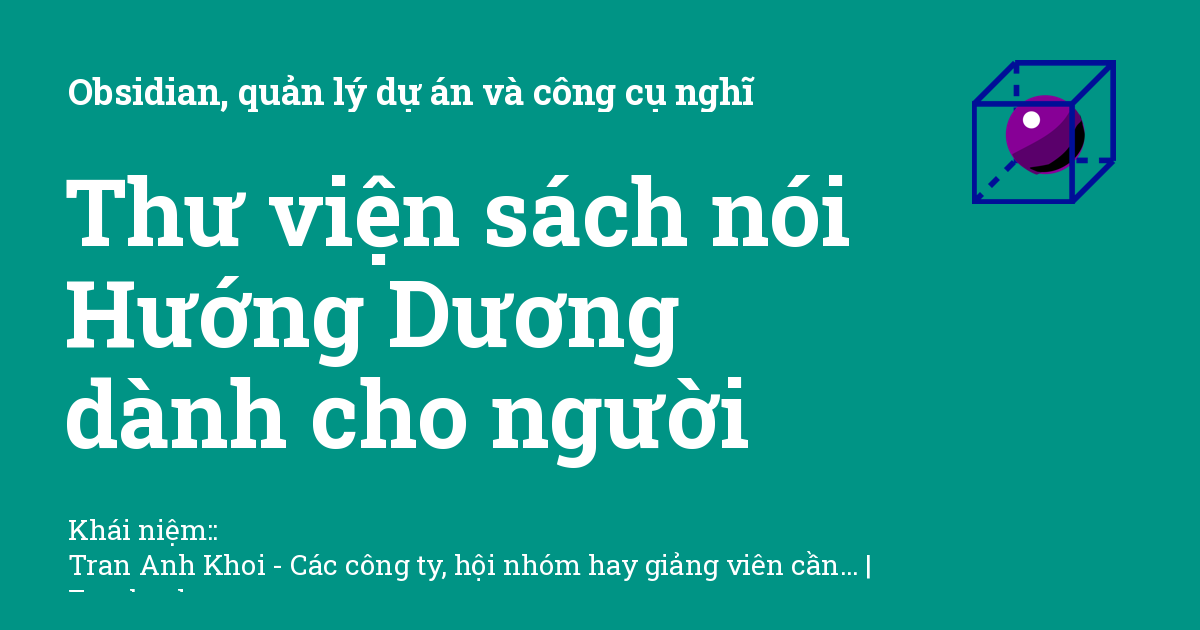 Obsidian, quản lý dự án và công cụ nghĩ
Thư viện sách nói
Hướng Dương
dành cho người
Khái niệm::
Tran Anh Khoi - Các công ty, hội nhóm hay giảng viên cần... |